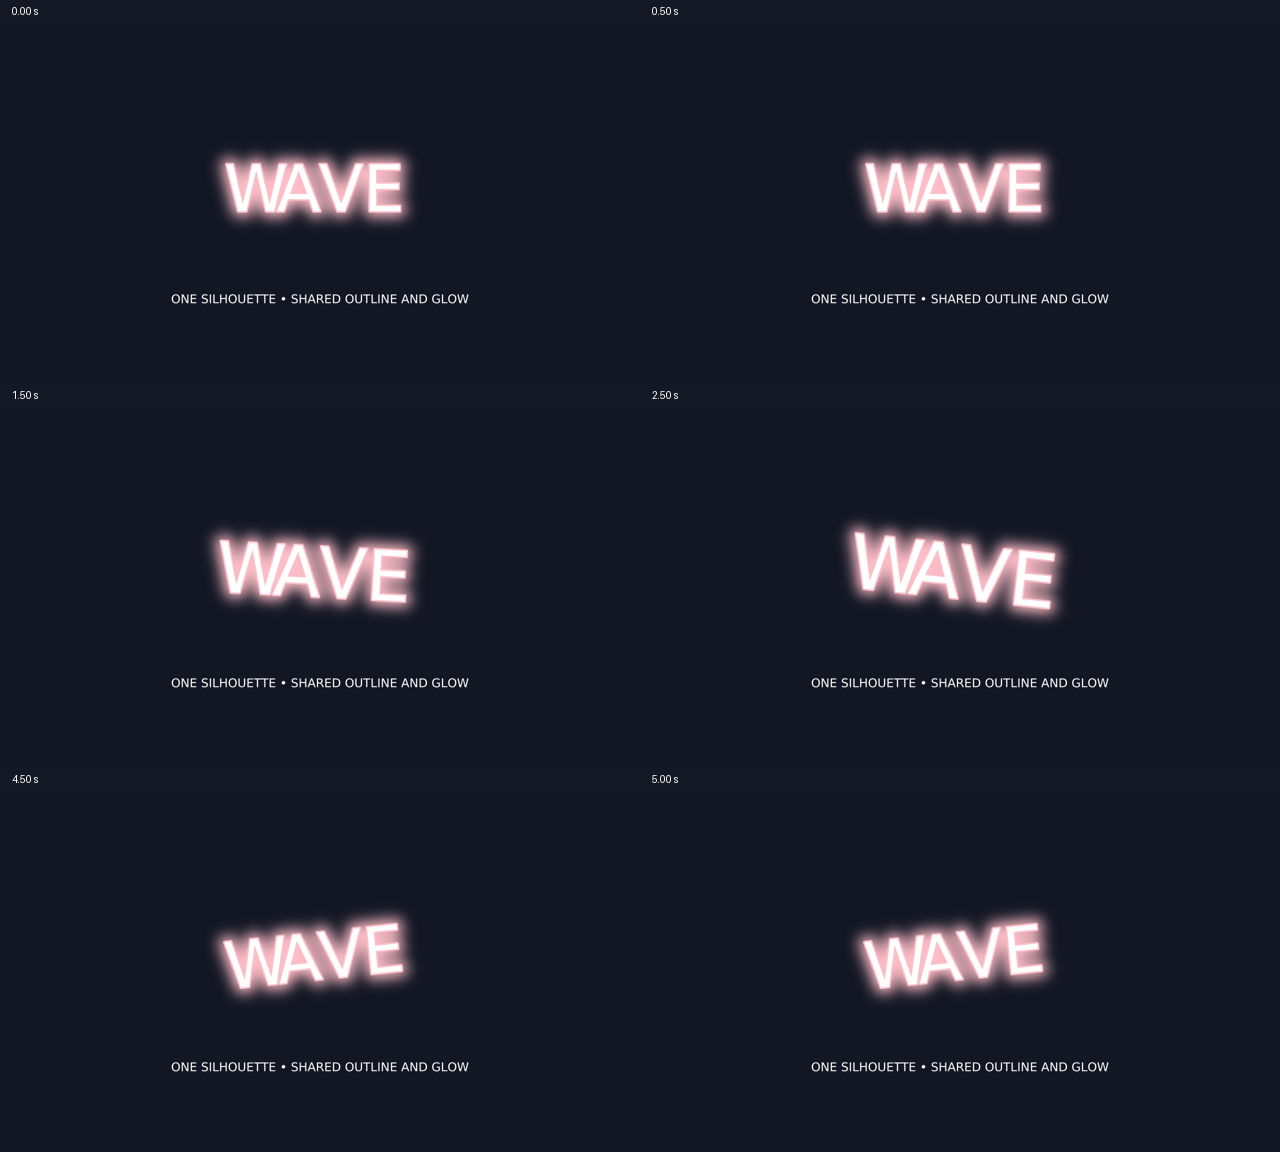 0.00 s
0.50 s
WAVE
WAVE
ONE SILHOUETTE • SHARED OUTLINE AND GLOW
ONE SILHOUETTE • SHARED OUTLINE AND GLOW
1.50 s
2.50 s
WAVE
WAVE
ONE SILHOUETTE • SHARED OUTLINE AND GLOW
ONE SILHOUETTE • SHARED OUTLINE AND GLOW
4.50 s
5.00 s
WAVE
WAVE
ONE SILHOUETTE • SHARED OUTLINE AND GLOW
ONE SILHOUETTE • SHARED OUTLINE AND GLOW